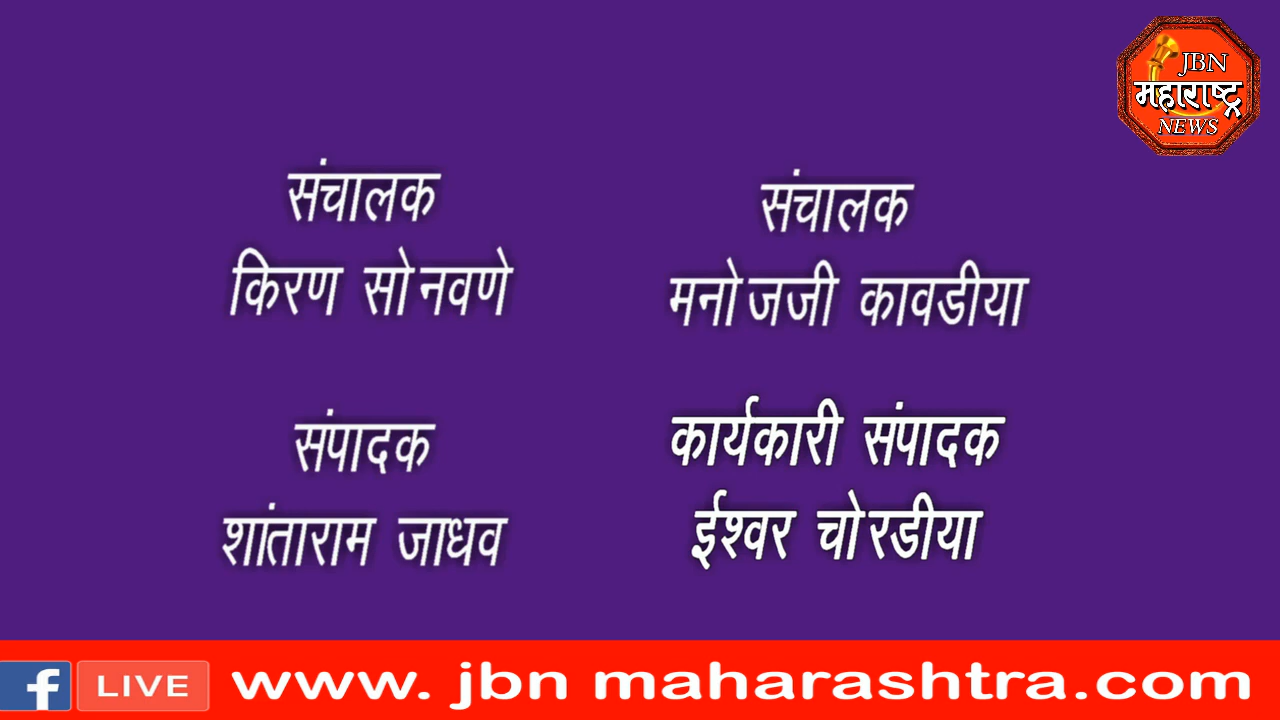 JBN
महाराष्ट्र
NEWS
संचालक
किरण सोनवणे
संचालक
मनोजजी कावडीया
संपादक
शांताराम जाधव
कार्यकारी संपादक
ईश्वर चोरडीया
f LIVE www. jbn maharashtra.com